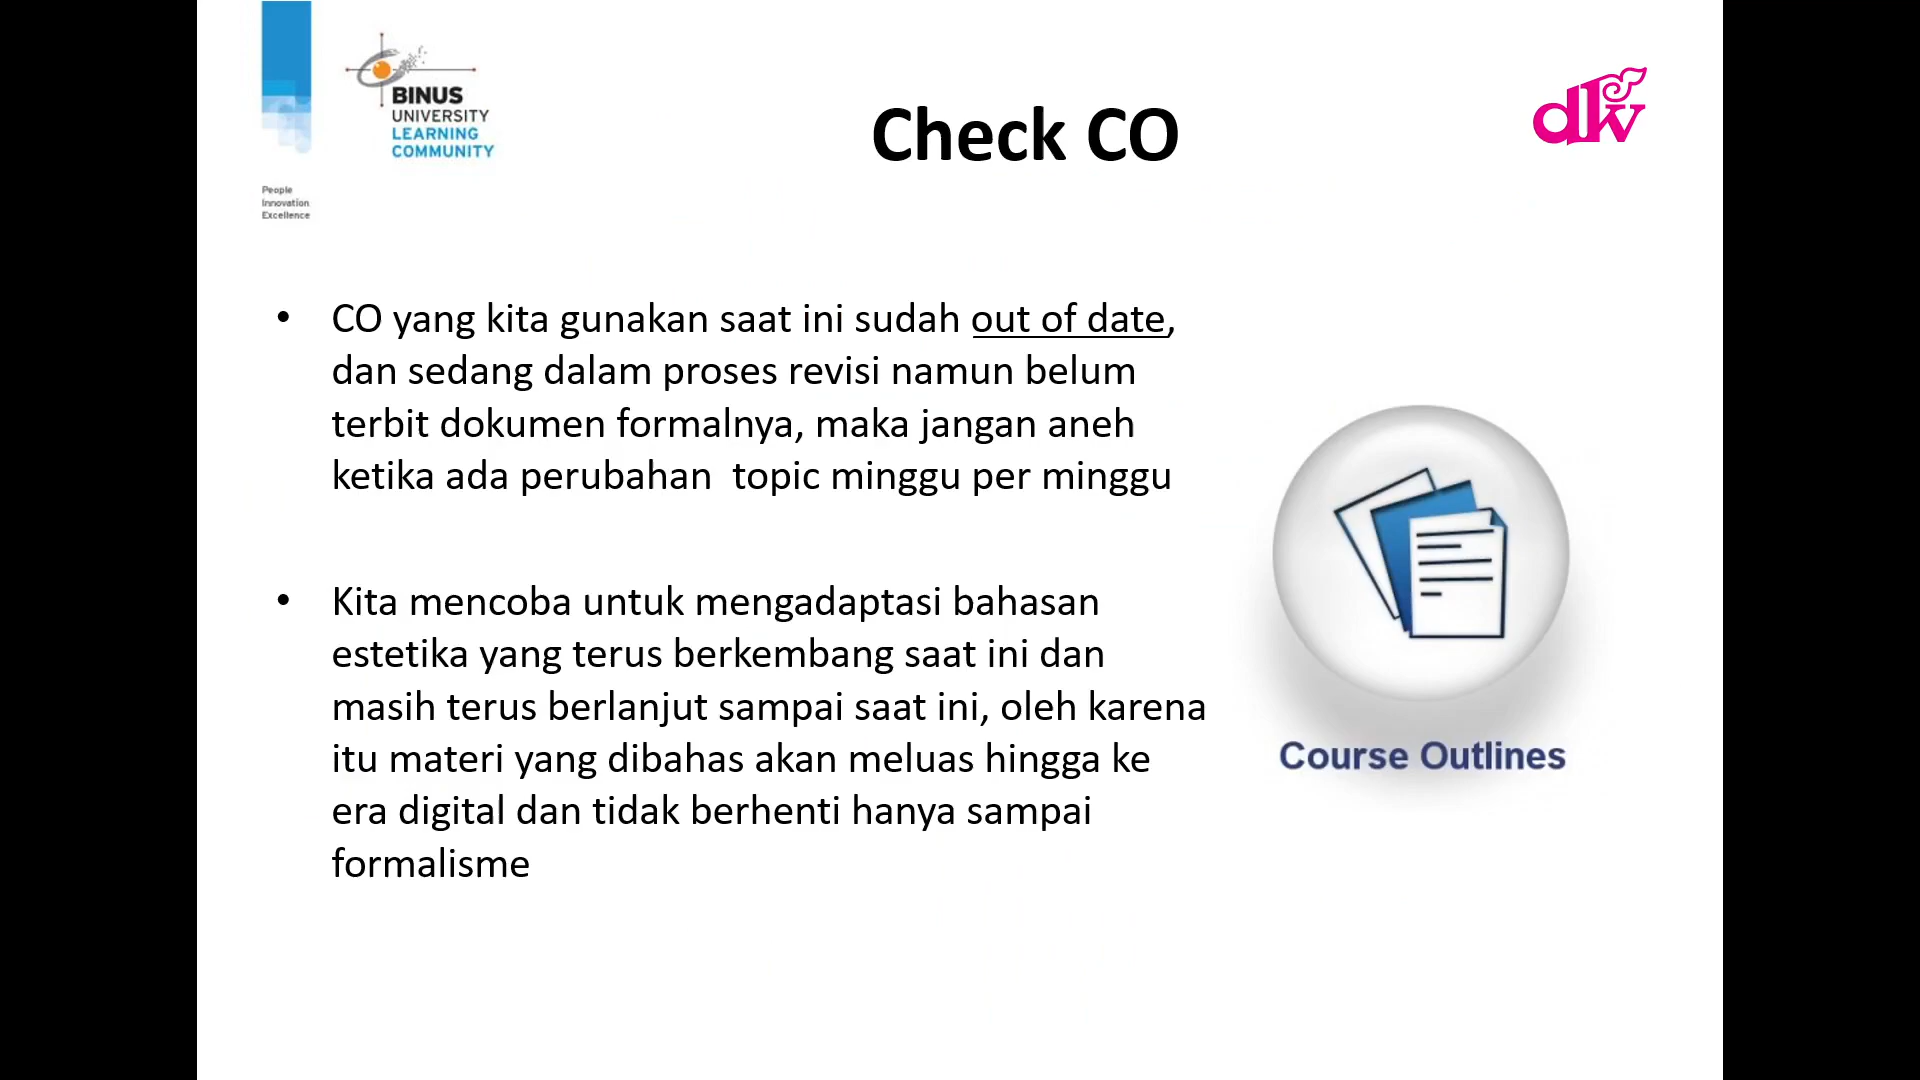 BINUS
UNIVERSITY
LEARNING
COMMUNITY
People
Innovation
Excellence
Check CO
dkv
• CO yang kita gunakan saat ini sudah out of date,
dan sedang dalam proses revisi namun belum
terbit dokumen formalnya, maka jangan aneh
ketika ada perubahan  topic minggu per minggu
• Kita mencoba untuk mengadaptasi bahasan
estetika yang terus berkembang saat ini dan
masih terus berlanjut sampai saat ini, oleh karena
itu materi yang dibahas akan meluas hingga ke
era digital dan tidak berhenti hanya sampai
formalisme
Course Outlines